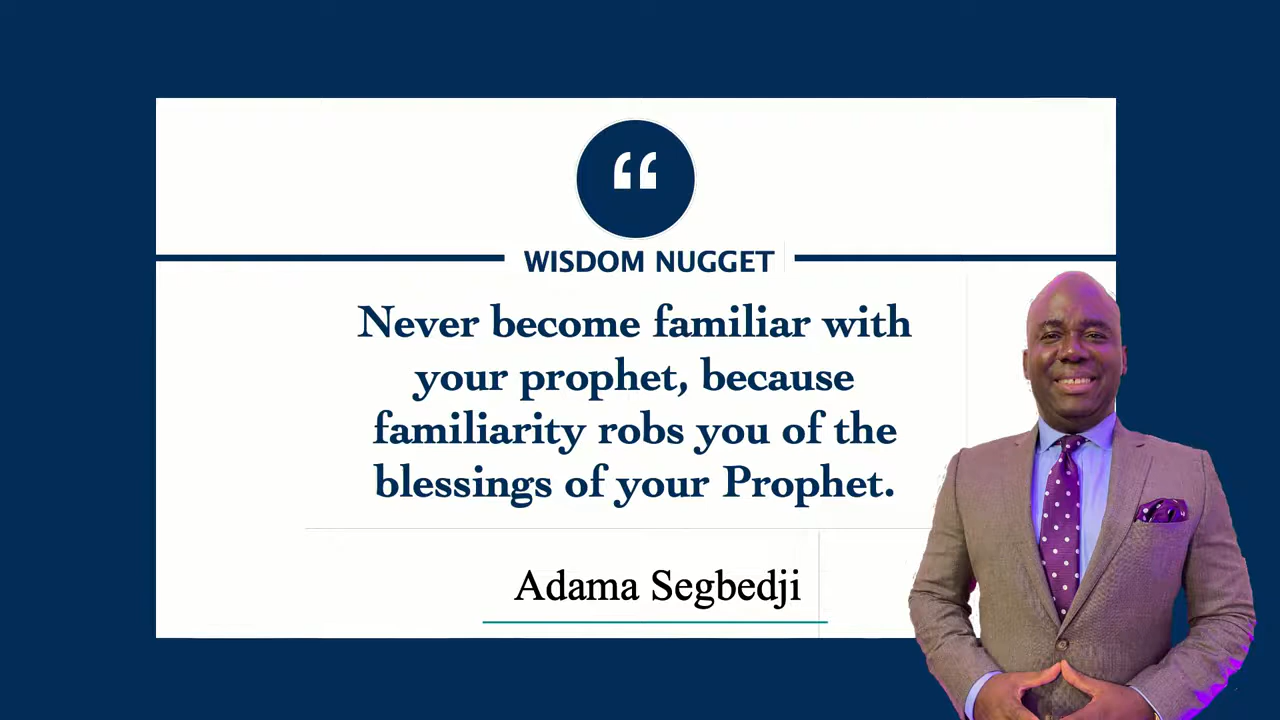 “
WISDOM NUGGET
Never become familiar with
your prophet, because
familiarity robs you of the
blessings of your Prophet.
Adama Segbedji